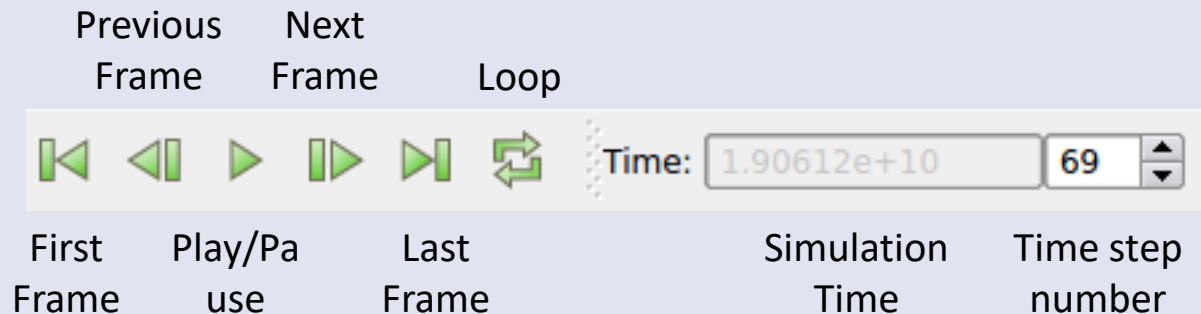 Previous Next
Frame Frame Loop
Time: 1.90612e+10 69
First Play/Pa Last Simulation Time step
Frame use Frame Time number